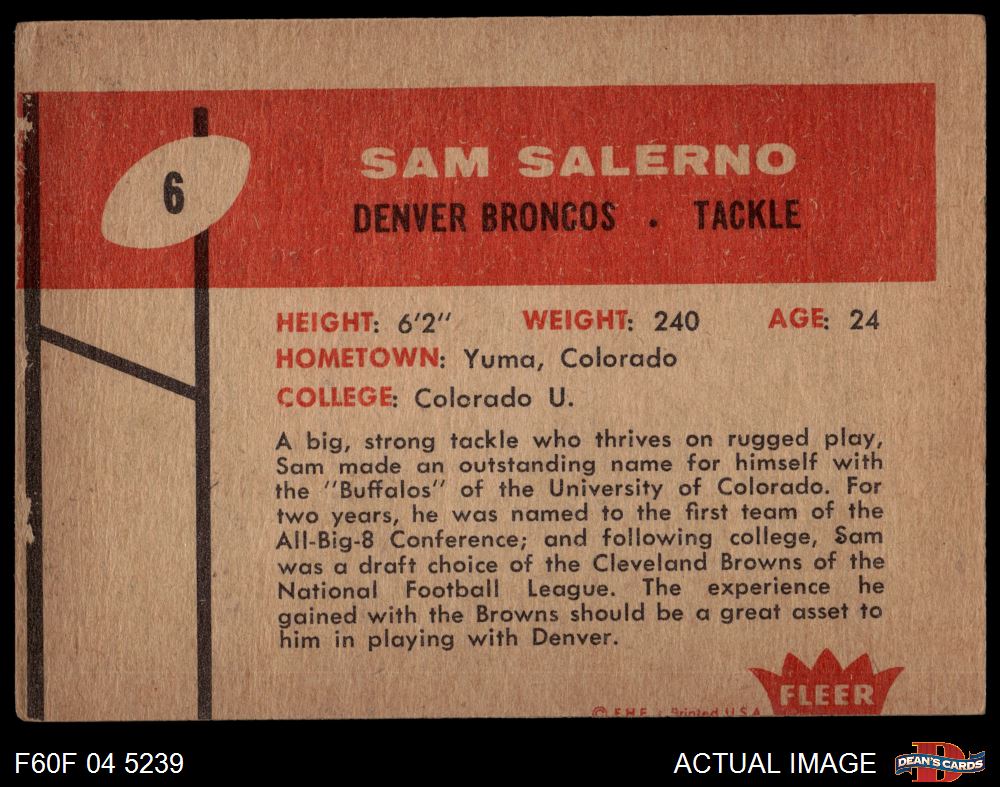 6
SAM SALERNO
DENVER BRONCOS . TACKLE
HEIGHT: 6'2" WEIGHT: 240 AGE: 24
HOMETOWN: Yuma, Colorado
COLLEGE: Colorado U.
A big, strong tackle who thrives on rugged play,
Sam made an outstanding name for himself with
the "Buffalos" of the University of Colorado. For
two years, he was named to the first team of the
All-Big-8 Conference; and following college, Sam
was a draft choice of the Cleveland Browns of the
National Football League. The experience he
gained with the Browns should be a great asset to
him in playing with Denver.
FLEER
Printed U.S.A.
F60F 04 5239
ACTUAL IMAGE
DEAN'S CARDS